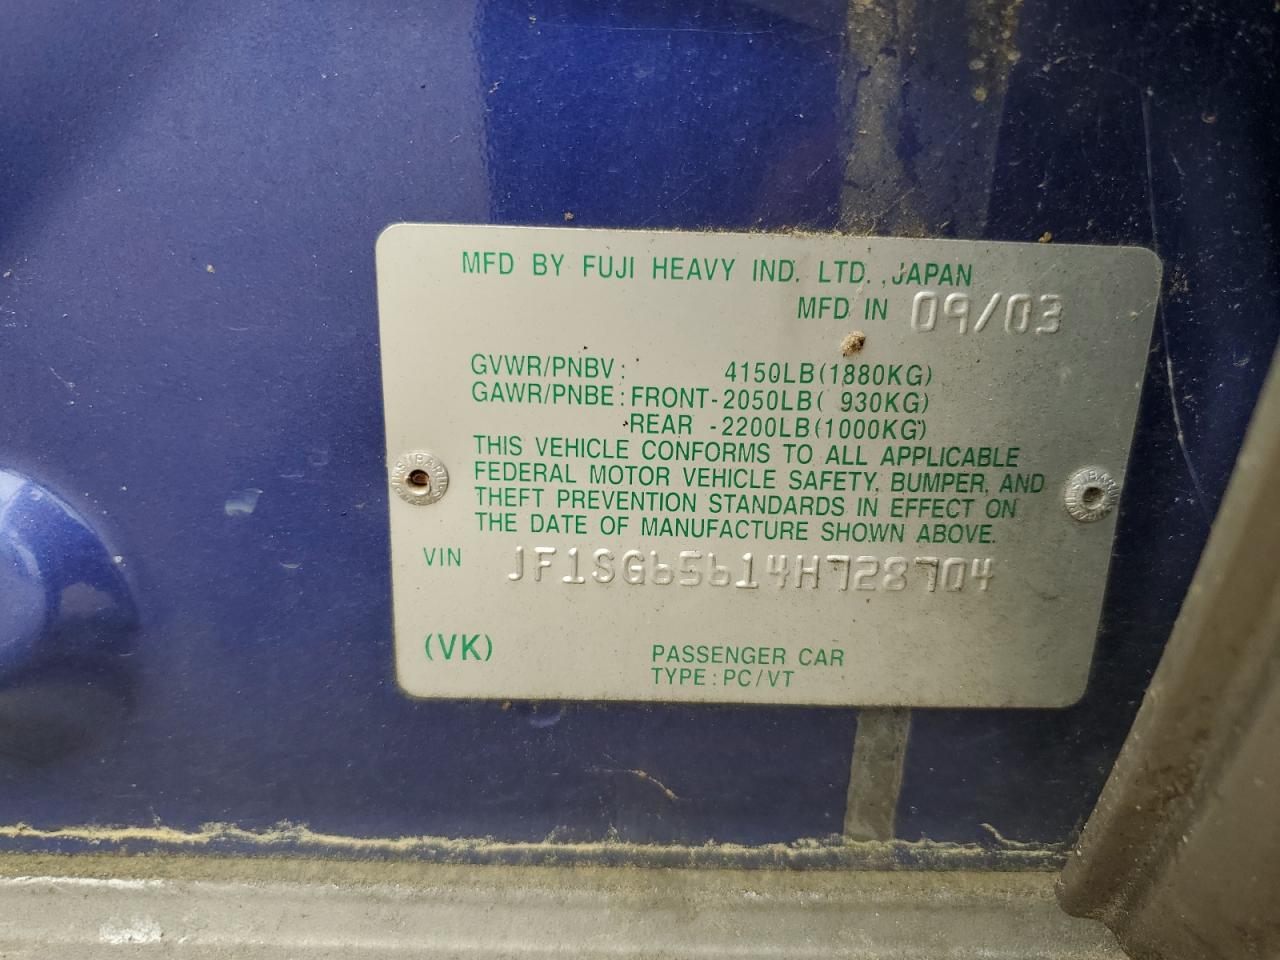 MFD BY FUJI HEAVY IND. LTD., JAPAN
MFD IN 09/03
GVWR/PNBV: 4150LB(1880KG)
GAWR/PNBE: FRONT-2050LB( 930KG)
REAR -2200LB(1000KG)
THIS VEHICLE CONFORMS TO ALL APPLICABLE
FEDERAL MOTOR VEHICLE SAFETY, BUMPER, AND
THEFT PREVENTION STANDARDS IN EFFECT ON
THE DATE OF MANUFACTURE SHOWN ABOVE.
VIN JF1SG65614H728704
(VK)
PASSENGER CAR
TYPE: PC/VT